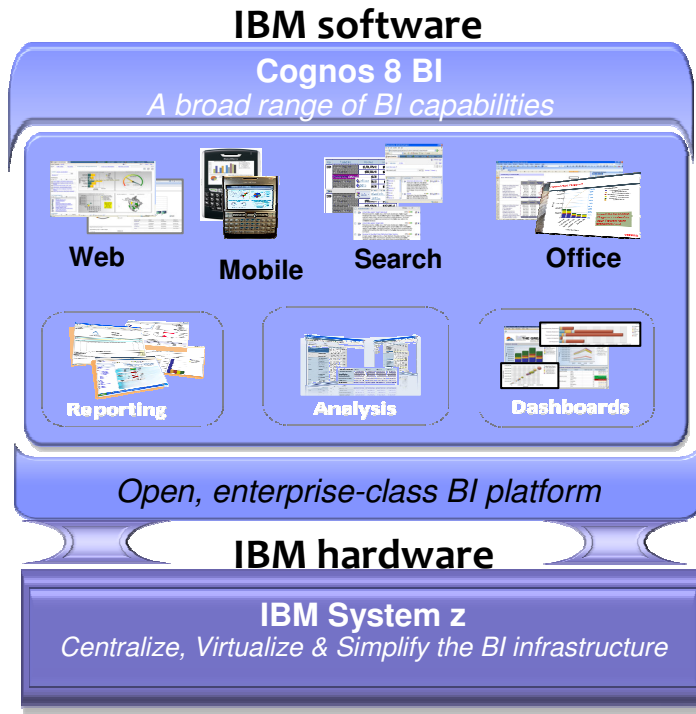 IBM software
Cognos 8 BI
A broad range of BI capabilities
Web
Mobile
Search
Office
Reporting
Analysis
Dashboards
Open, enterprise-class BI platform
IBM hardware
IBM System z
Centralize, Virtualize & Simplify the BI infrastructure